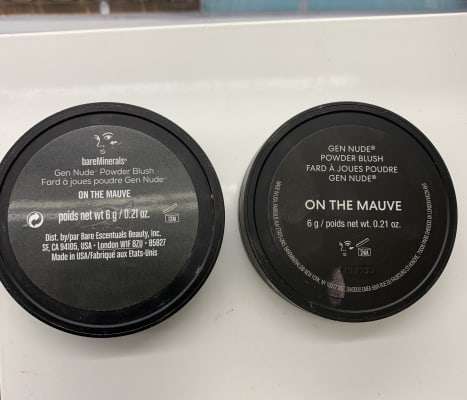 bareMinerals®
Gen Nude® Powder Blush
Fard à joues poudre Gen Nude®
ON THE MAUVE
poids net wt 6 g / 0.21 oz.
Dist. by/par Bare Escentuals Beauty, Inc.
SF, CA 94105, USA • London W1F 8ZU • 85827
Made in USA/Fabriqué aux Etats-Unis
GEN NUDE®
POWDER BLUSH
FARD À JOUES POUDRE
GEN NUDE®
ON THE MAUVE
6 g / poids net wt. 0.21 oz.
24M